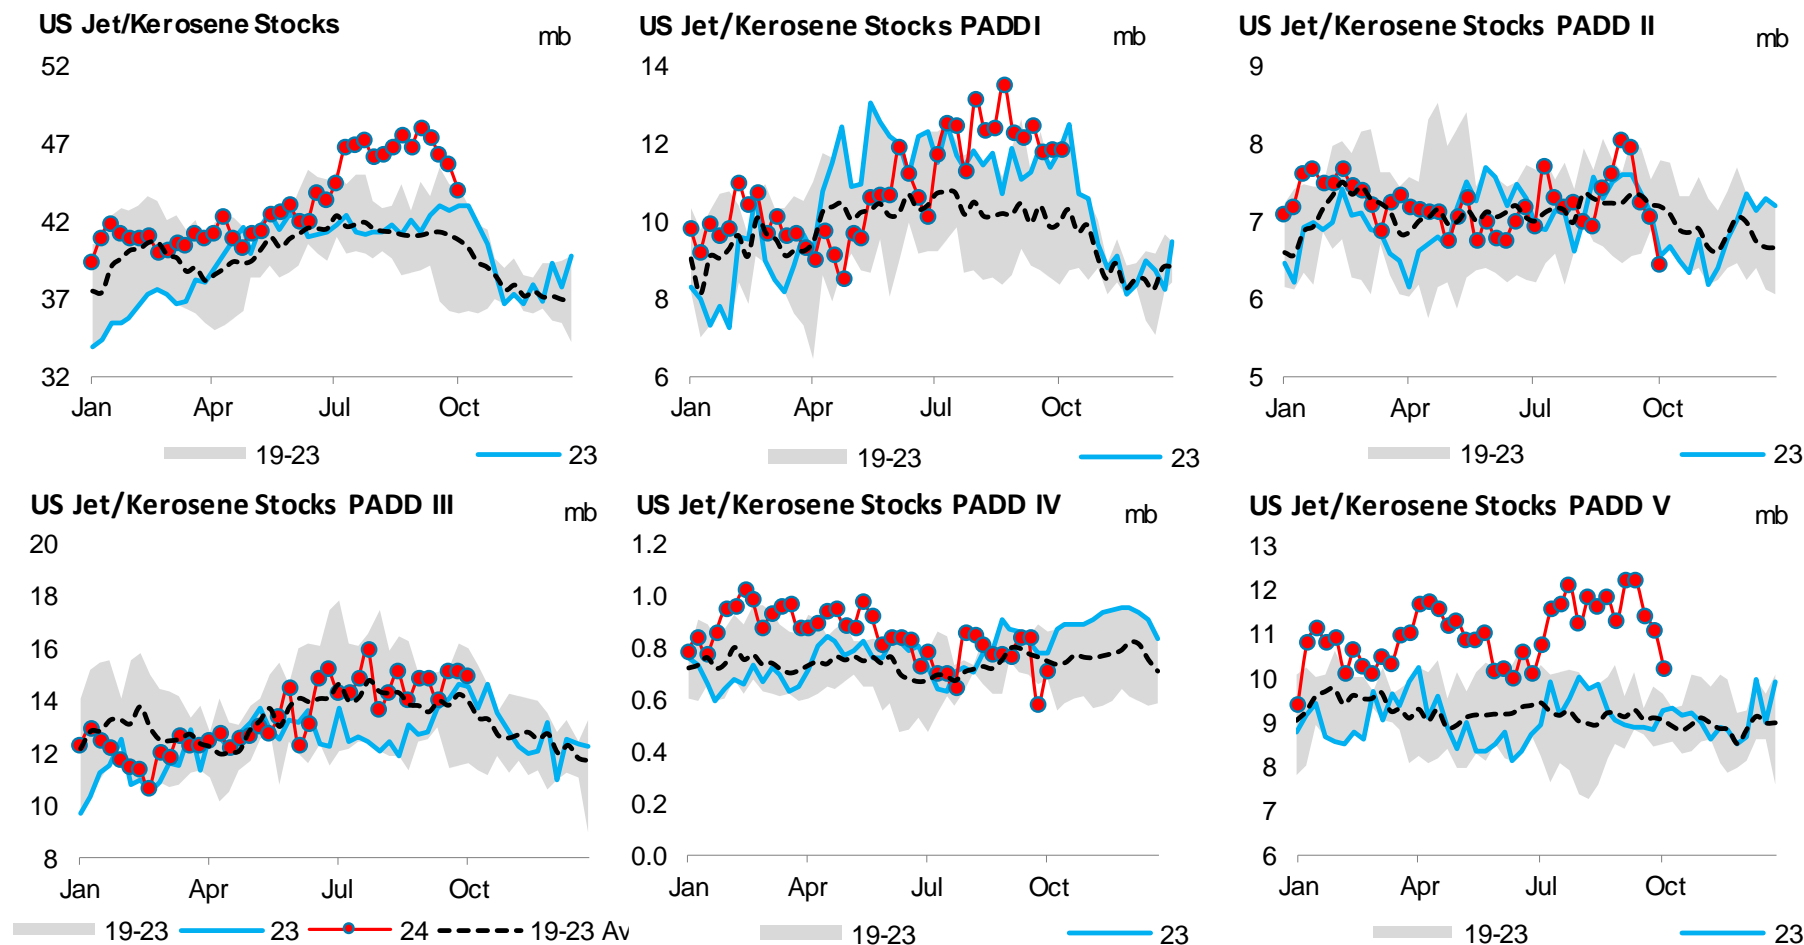 US Jet/Kerosene Stocks
mb
52
47
42
37
32
Jan Apr Jul Oct
19-23 23
US Jet/Kerosene Stocks PADD I
mb
14
12
10
8
6
Jan Apr Jul Oct
19-23 23
US Jet/Kerosene Stocks PADD II
mb
9
8
7
6
5
Jan Apr Jul Oct
19-23 23
US Jet/Kerosene Stocks PADD III
mb
20
18
16
14
12
10
8
Jan Apr Jul Oct
19-23 23 24 19-23 Av
US Jet/Kerosene Stocks PADD IV
mb
1.2
1.0
0.8
0.6
0.4
0.2
0.0
Jan Apr Jul Oct
19-23 23
US Jet/Kerosene Stocks PADD V
mb
13
12
11
10
9
8
7
6
Jan Apr Jul Oct
19-23 23